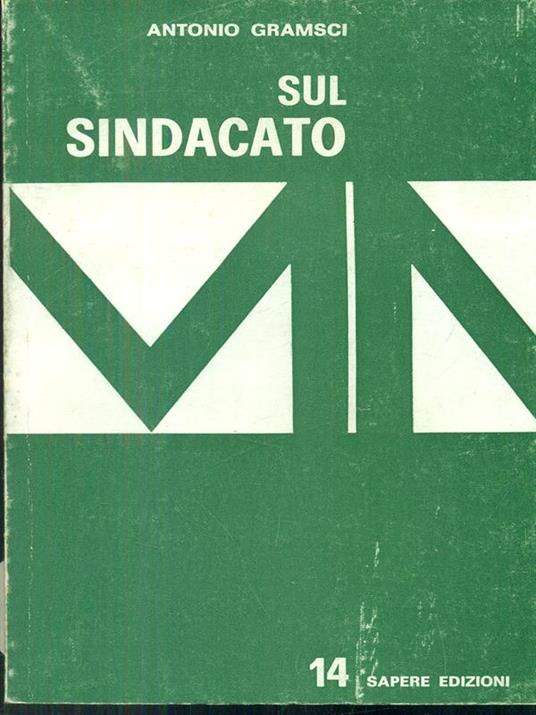 ANTONIO GRAMSCI
SUL
SINDACATO
14 SAPERE EDIZIONI